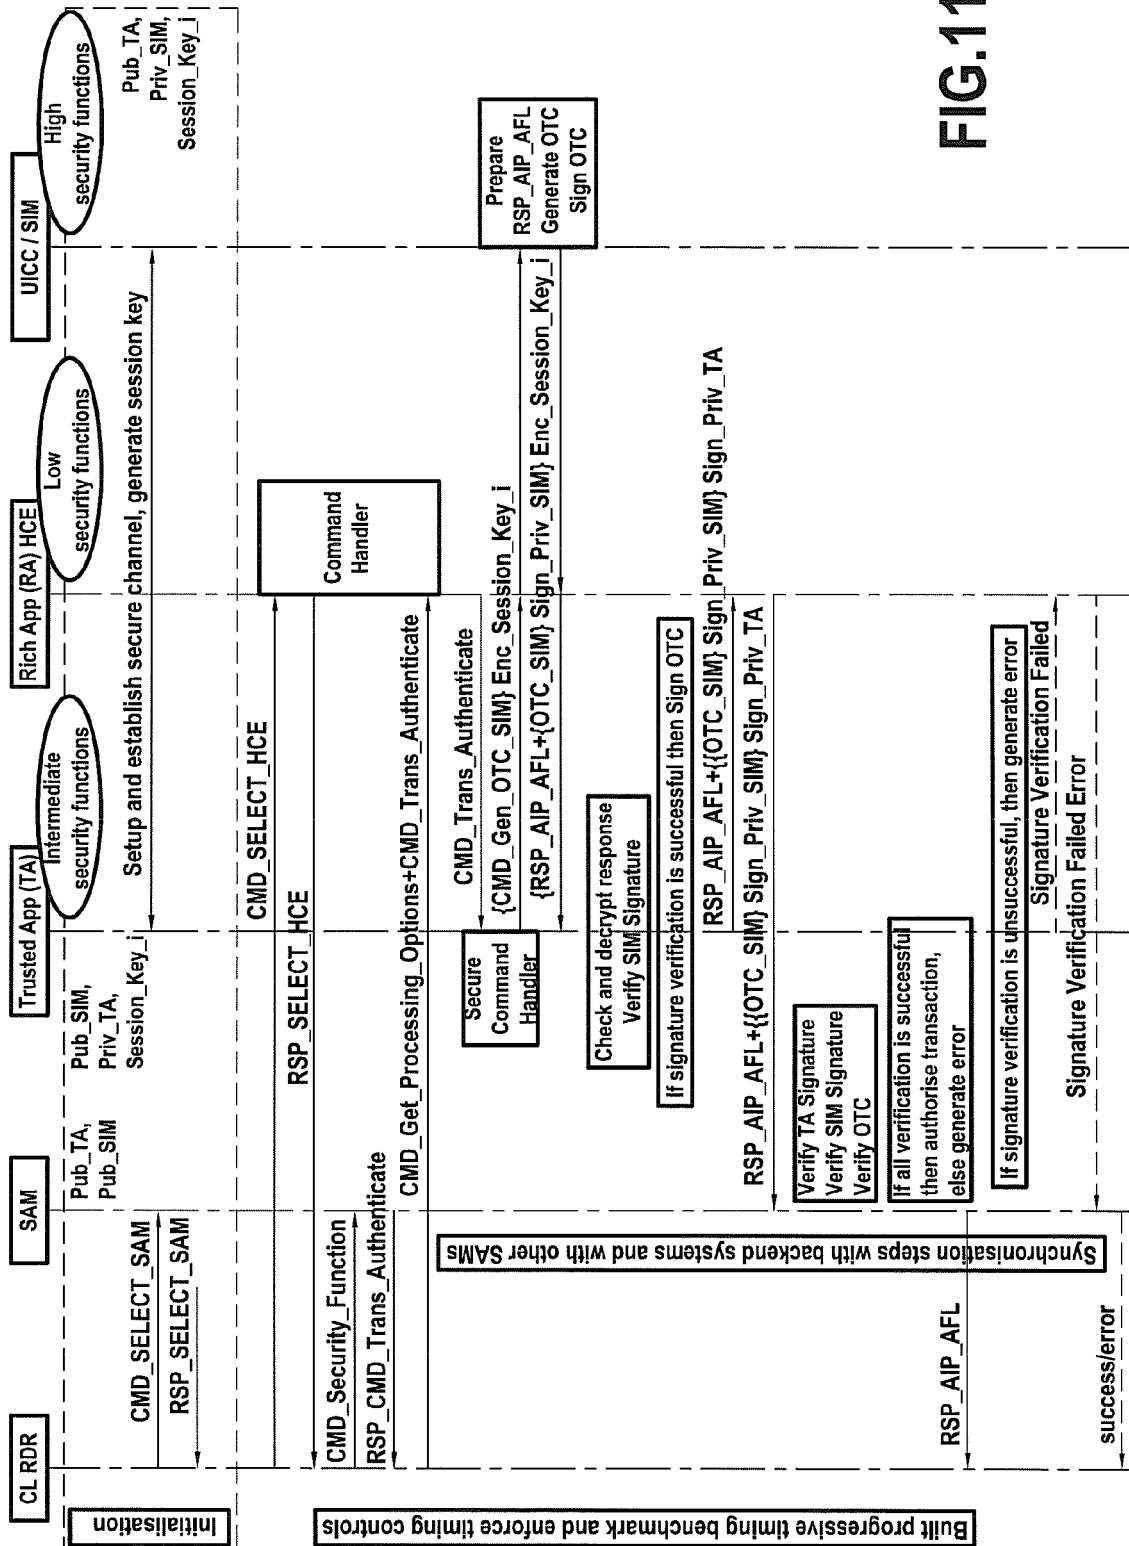 CL RDR
SAM
Trusted App (TA)
Rich App (RA) HCE
UICC / SIM
Intermediate
security functions
Low
security functions
High
security functions
Initialisation
Pub_TA,
Pub_SIM
Pub_SIM,
Priv_TA,
Session_Key_i
Pub_TA,
Priv_SIM,
Session_Key_i
CMD_SELECT_SAM
RSP_SELECT_SAM
Setup and establish secure channel, generate session key
CMD_SELECT_HCE
RSP_SELECT_HCE
Command
Handler
CMD_Security_Function
RSP_CMD_Trans_Authenticate
CMD_Get_Processing_Options+CMD_Trans_Authenticate
Built progressive timing benchmark and enforce timing controls
Synchronisation steps with backend systems and with other SAMs
CMD_Trans_Authenticate
Secure
Command
Handler
{CMD_Gen_OTC_SIM} Enc_Session_Key_i
{RSP_AIP_AFL+{OTC_SIM} Sign_Priv_SIM} Enc_Session_Key_i
Prepare
RSP_AIP_AFL
Generate OTC
Sign OTC
Check and decrypt response
Verify SIM Signature
If signature verification is successful then Sign OTC
RSP_AIP_AFL+{{OTC_SIM} Sign_Priv_SIM} Sign_Priv_TA
RSP_AIP_AFL+{{OTC_SIM} Sign_Priv_SIM} Sign_Priv_TA
Verify TA Signature
Verify SIM Signature
Verify OTC
If all verification is successful
then authorise transaction,
else generate error
RSP_AIP_AFL
If signature verification is unsuccessful, then generate error
Signature Verification Failed
Signature Verification Failed Error
success/error
FIG.11